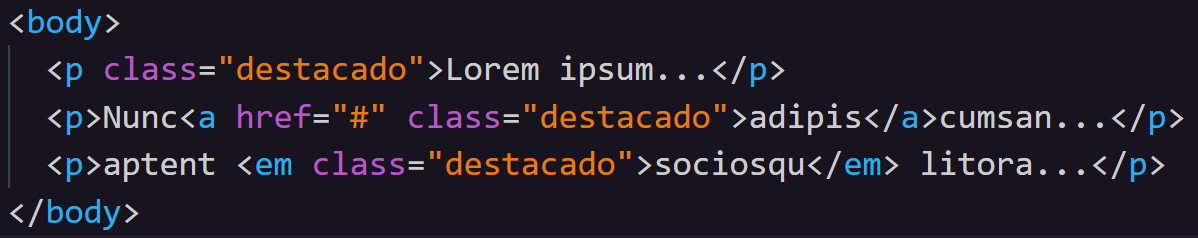 <body>
<p class="destacado">Lorem ipsum...</p>
<p>Nunc<a href="#" class="destacado">adipis</a>cumsan...</p>
<p>aptent <em class="destacado">sociosqu</em> litora...</p>
</body>